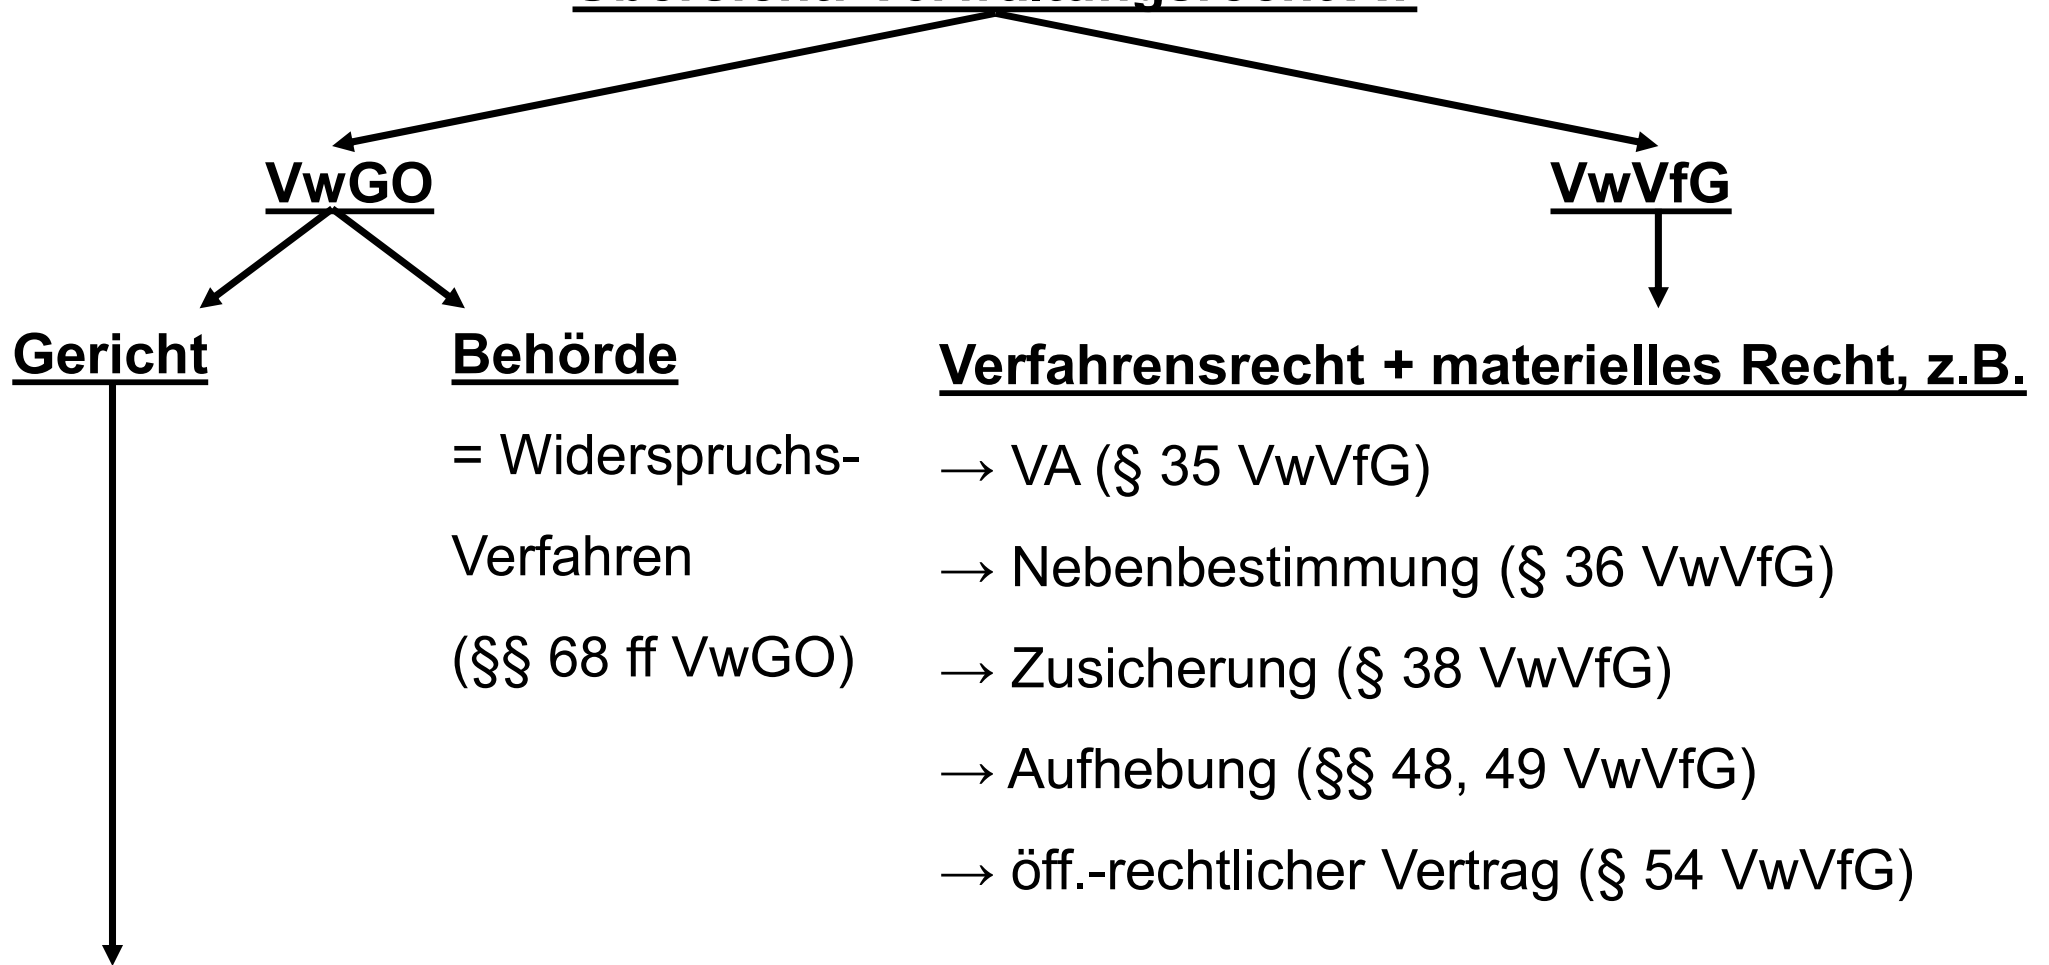 VwGO
VwVfG
Gericht
Behörde
= Widerspruchs-
Verfahren
(§§ 68 ff VwGO)
Verfahrensrecht + materielles Recht, z.B.
→ VA (§ 35 VwVfG)
→ Nebenbestimmung (§ 36 VwVfG)
→ Zusicherung (§ 38 VwVfG)
→ Aufhebung (§§ 48, 49 VwVfG)
→ öff.-rechtlicher Vertrag (§ 54 VwVfG)